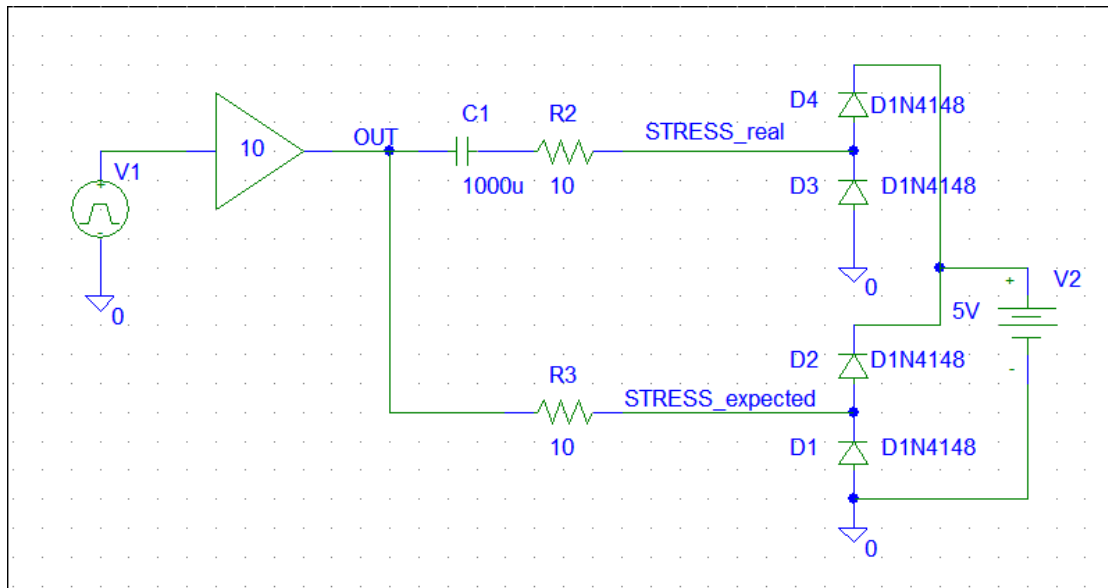 V1
+
-
0
10
OUT
C1
1000u
R2
10
STRESS_real
D4
D1N4148
D3
D1N4148
0
R3
10
STRESS_expected
D2
D1N4148
D1
D1N4148
0
+
V2
5V
-